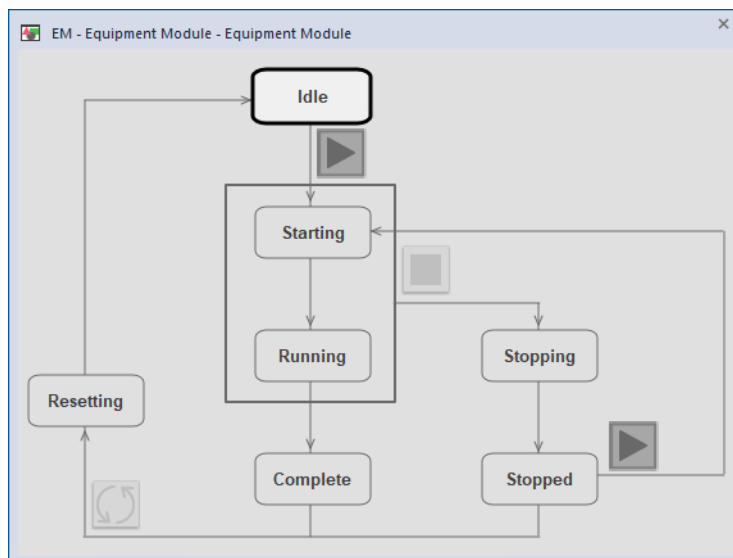 EM - Equipment Module - Equipment Module
Idle
Starting
Running
Stopping
Resetting
Complete
Stopped